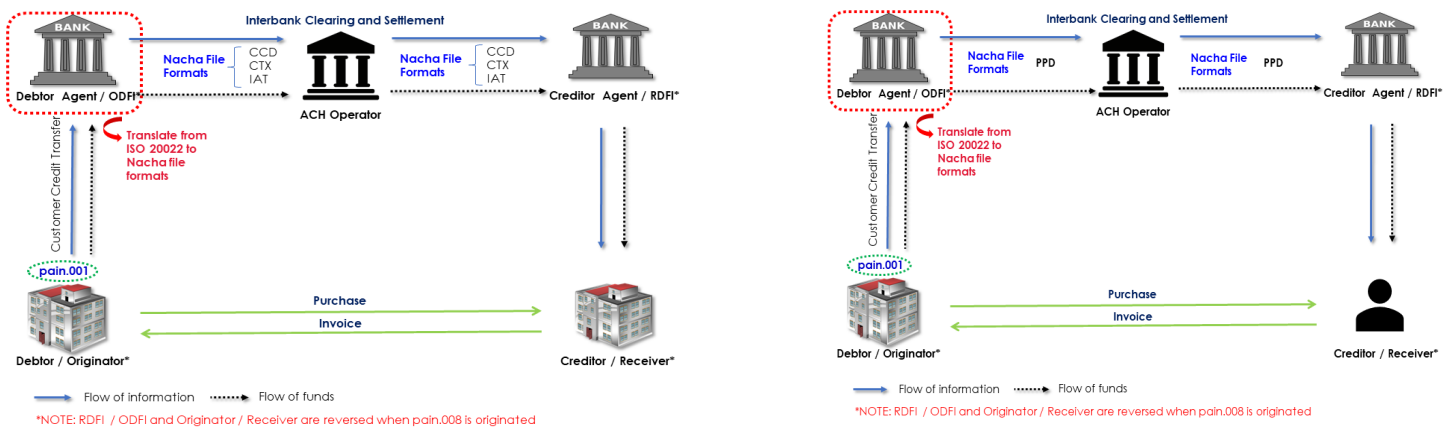 Interbank Clearing and Settlement
BANK
BANK
Nacha File
Formats
CCD
CTX
IAT
Nacha File
Formats
CCD
CTX
IAT
Debtor Agent / ODFI*
ACH Operator
Creditor Agent / RDFI*
Translate from
ISO 20022 to
Nacha file
formats
Customer Credit Transfer
pain.001
Purchase
Invoice
Debtor / Originator*
Creditor / Receiver*
Flow of information
Flow of funds
*NOTE: RDFI / ODFI and Originator / Receiver are reversed when pain.008 is originated
Interbank Clearing and Settlement
BANK
BANK
Nacha File
Formats
PPD
Nacha File
Formats
PPD
Debtor Agent / ODFI*
ACH Operator
Creditor Agent / RDFI*
Translate from
ISO 20022 to
Nacha file
formats
Customer Credit Transfer
pain.001
Purchase
Invoice
Debtor / Originator*
Creditor / Receiver*
Flow of information
Flow of funds
*NOTE: RDFI / ODFI and Originator / Receiver are reversed when pain.008 is originated